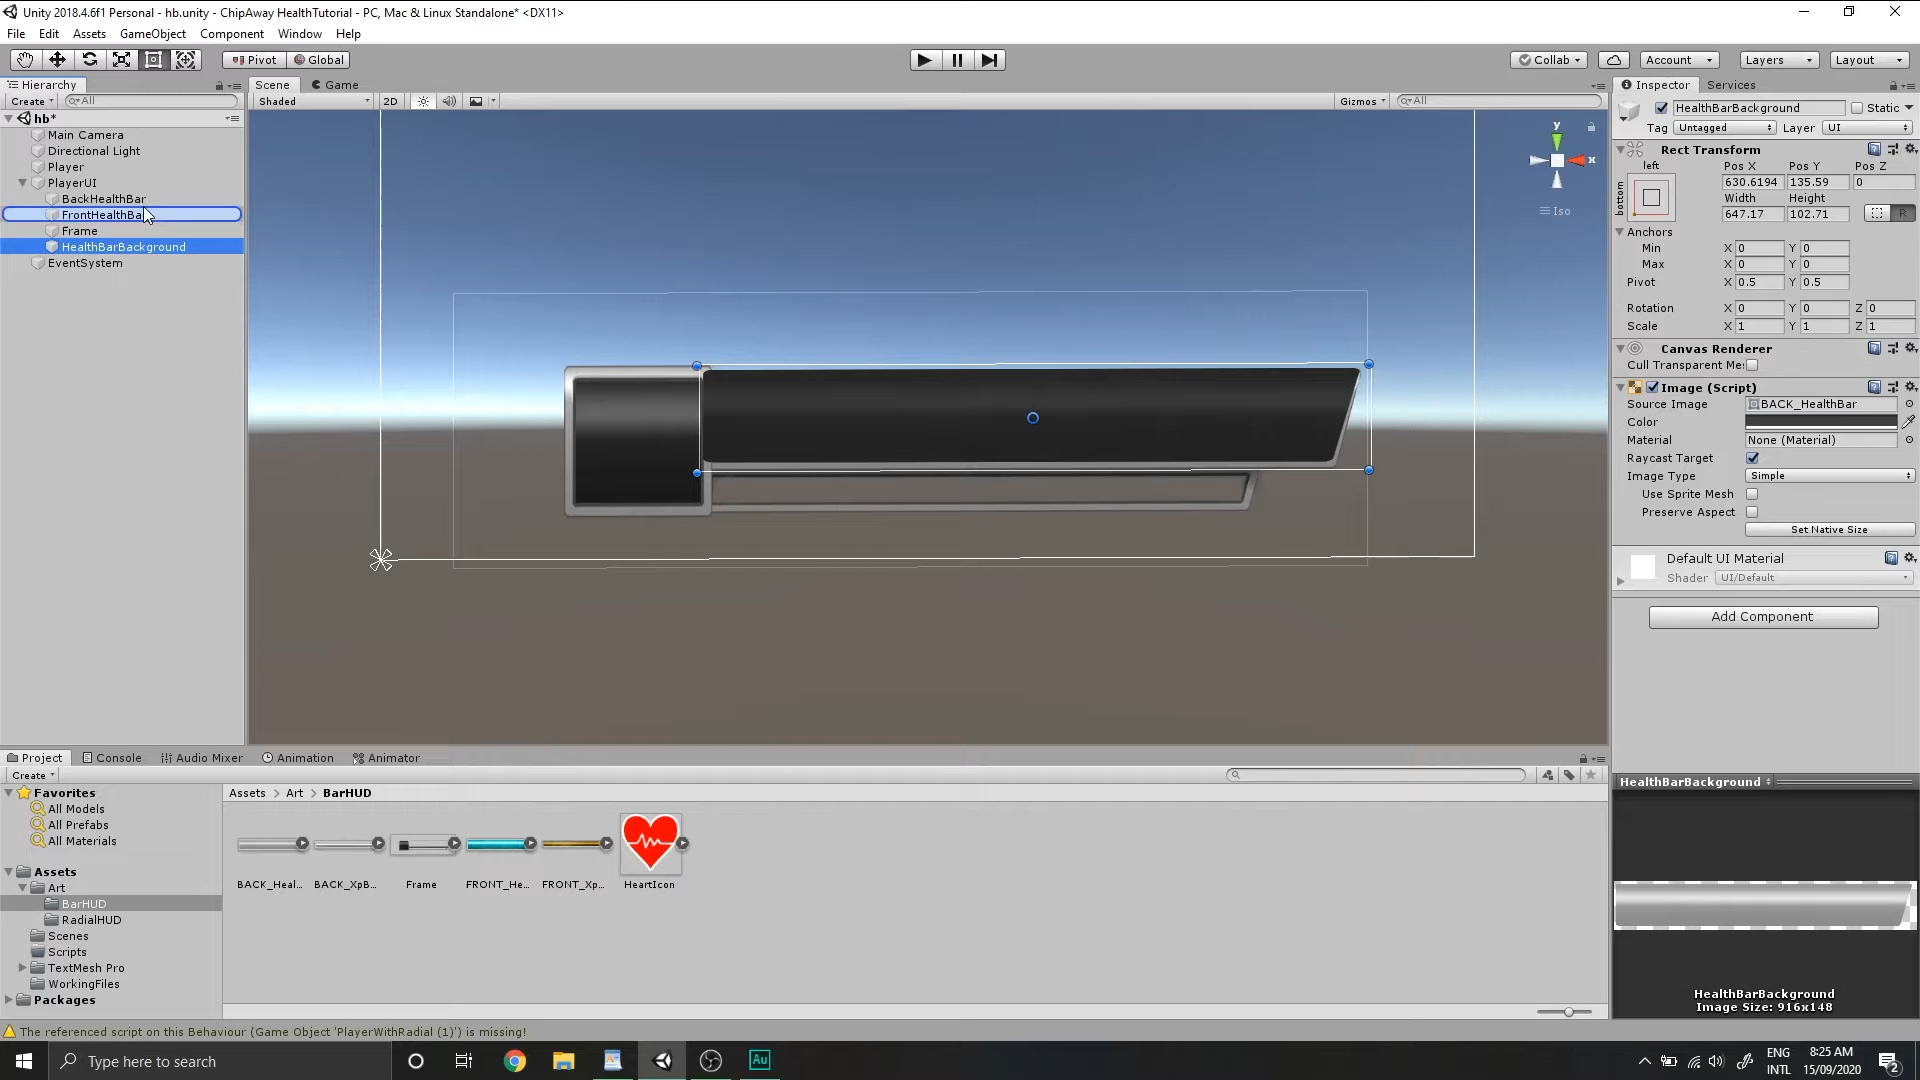 Unity 2018.4.6f1 Personal - hb.unity - ChipAway HealthTutorial - PC, Mac & Linux Standalone* <DX11>
File Edit Assets GameObject Component Window Help
Pivot Global Collab Account Layers Layout
Hierarchy Scene Game Inspector Services
Create All Shaded 2D Gizmos All
HealthBarBackground Static
Tag Untagged Layer UI
hb*
Main Camera
Directional Light
Player
PlayerUI
BackHealthBar
FrontHealthBa
Frame
HealthBarBackground
EventSystem
y
x
Iso
Rect Transform
left Pos X Pos Y Pos Z
bottom 630.6194 135.59 0
Width Height
647.17 102.71 R
Anchors
Min X 0 Y 0
Max X 0 Y 0
Pivot X 0.5 Y 0.5
Rotation X 0 Y 0 Z 0
Scale X 1 Y 1 Z 1
Canvas Renderer
Cull Transparent Me:
Image (Script)
Source Image BACK_HealthBar
Color
Material None (Material)
Raycast Target
Image Type Simple
Use Sprite Mesh
Preserve Aspect
Set Native Size
Default UI Material
Shader UI/Default
Add Component
Project Console Audio Mixer Animation Animator
Create
Favorites
All Models
All Prefabs
All Materials
Assets
Art
BarHUD
RadialHUD
Scenes
Scripts
TextMesh Pro
WorkingFiles
Packages
Assets > Art > BarHUD
BACK_Heal... BACK_XpB... Frame FRONT_He... FRONT_Xp... HeartIcon
HealthBarBackground
HealthBarBackground
Image Size: 916x148
The referenced script on this Behaviour (Game Object 'PlayerWithRadial (1)') is missing!
Type here to search
Au
ENG
INTL
8:25 AM
15/09/2020
2